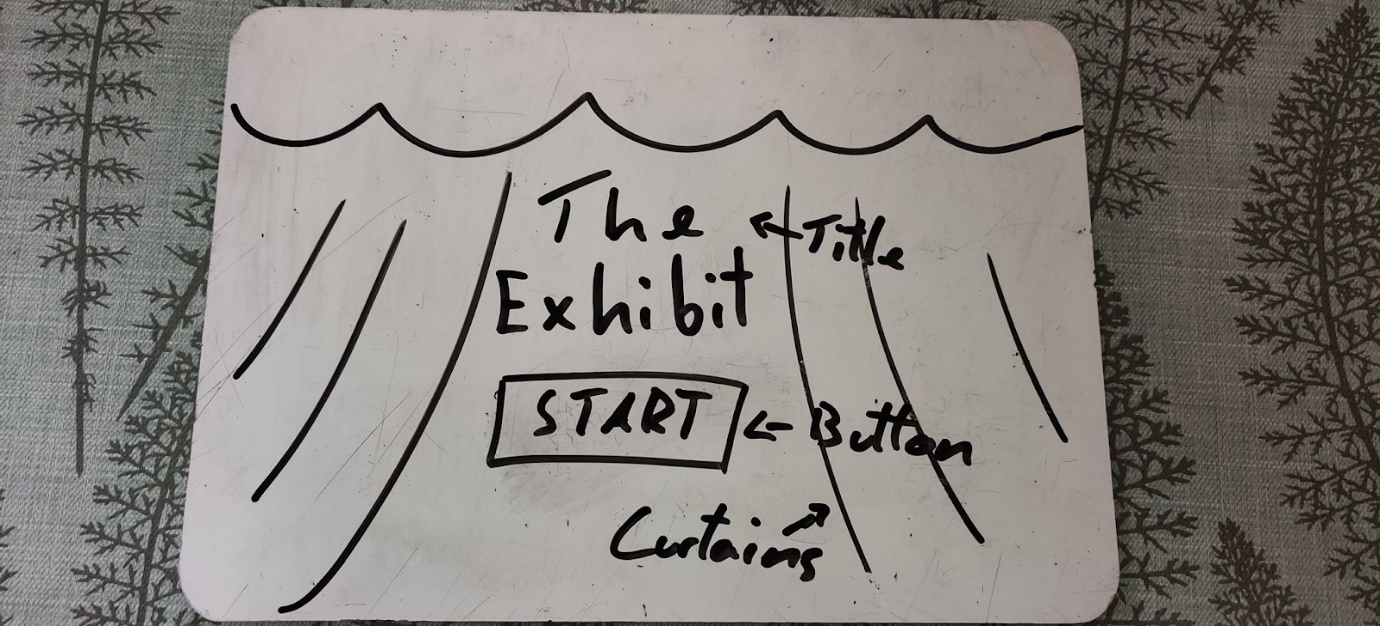 The
Exhibit
← Title
START
← Button
Curtains ↗